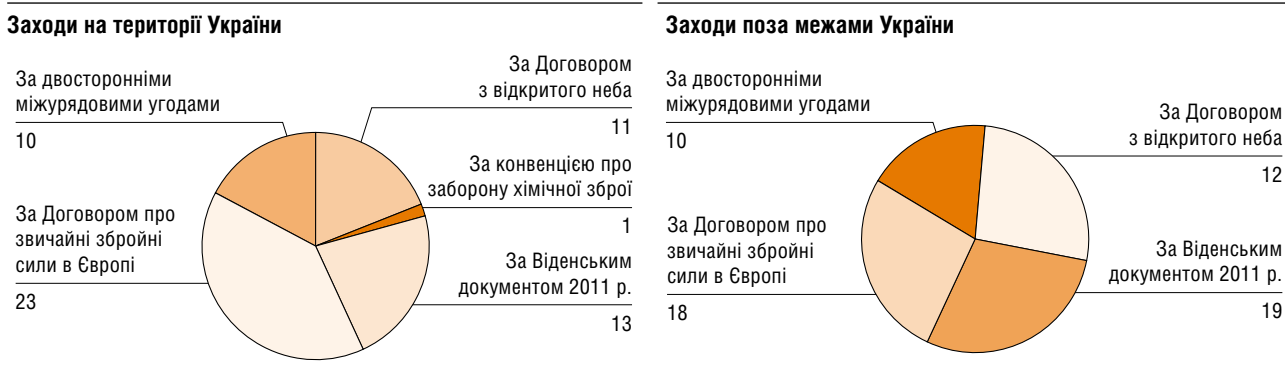 Заходи на території України
За двосторонніми
міжурядовими угодами
10
За Договором
з відкритого неба
11
За конвенцією про
заборону хімічної зброї
1
За Договором про
звичайні збройні
сили в Європі
23
За Віденським
документом 2011 р.
13
Заходи поза межами України
За двосторонніми
міжурядовими угодами
10
За Договором
з відкритого неба
12
За Договором про
звичайні збройні
сили в Європі
18
За Віденським
документом 2011 р.
19